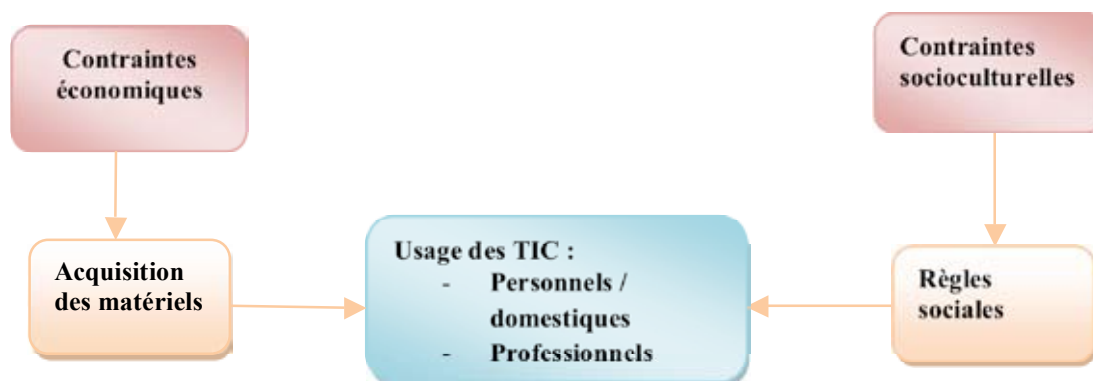 Contraintes
économiques
Contraintes
socioculturelles
Acquisition
des matériels
Usage des TIC :
- Personnels /
domestiques
- Professionnels
Règles
sociales